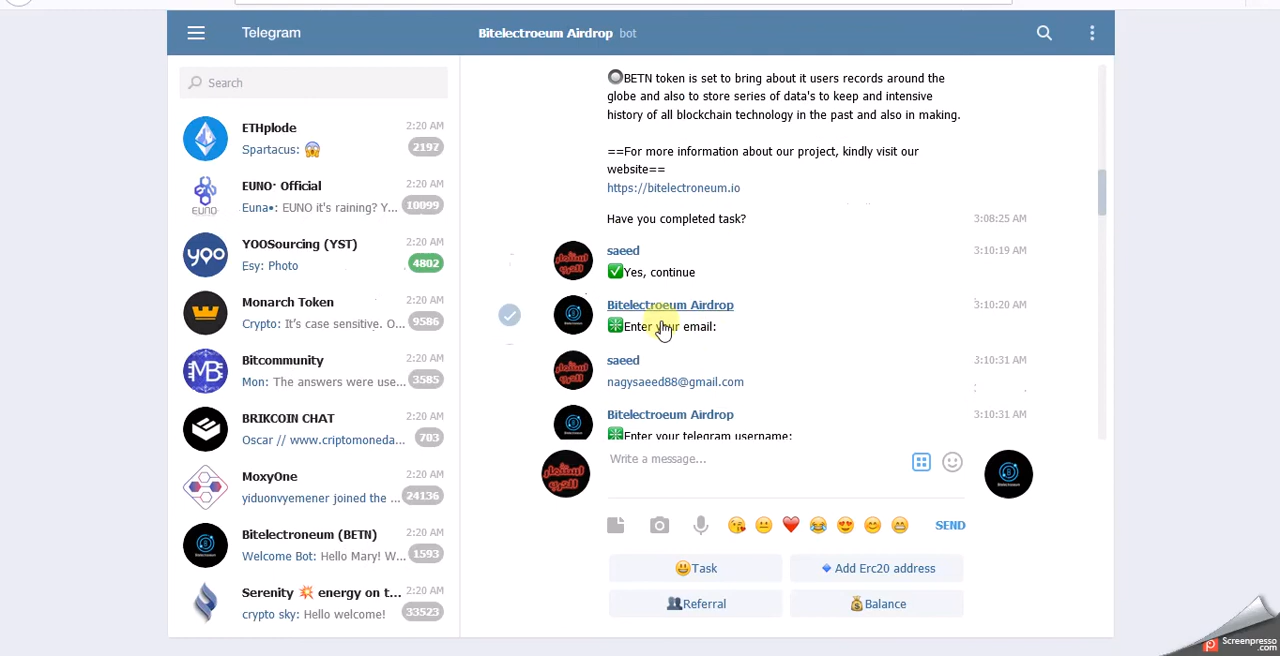 Telegram
Bitelectroeum Airdrop bot
Search
ETHplode
2:20 AM
Spartacus: 😱
2197
EUNO· Official
2:20 AM
Euna•: EUNO it's raining? Y...
10099
EUNO
YOOSourcing (YST)
2:20 AM
Esy: Photo
4802
yoo
Monarch Token
2:20 AM
Crypto: It's case sensitive. O...
9586
Bitcommunity
2:20 AM
Mon: The answers were use...
3585
BRIKCOIN CHAT
2:20 AM
Oscar // www.criptomoneda...
703
MoxyOne
2:20 AM
yiduonvyemener joined the ...
24136
Bitelectroneum (BETN)
2:20 AM
Welcome Bot: Hello Mary! W...
1593
Serenity 💥 energy on t...
2:20 AM
crypto sky: Hello welcome!
33523
🔘BETN token is set to bring about it users records around the
globe and also to store series of data's to keep and intensive
history of all blockchain technology in the past and also in making.
==For more information about our project, kindly visit our
website==
https://bitelectroneum.io
Have you completed task?
3:08:25 AM
saeed
3:10:19 AM
✅Yes, continue
Bitelectroeum Airdrop
3:10:20 AM
❇️Enter your email:
saeed
3:10:31 AM
nagysaeed88@gmail.com
Bitelectroeum Airdrop
3:10:31 AM
❇️Enter your telegram username:
Write a message...
SEND
😃Task
🔹Add Erc20 address
👥Referral
💰Balance
Screenpresso
.com